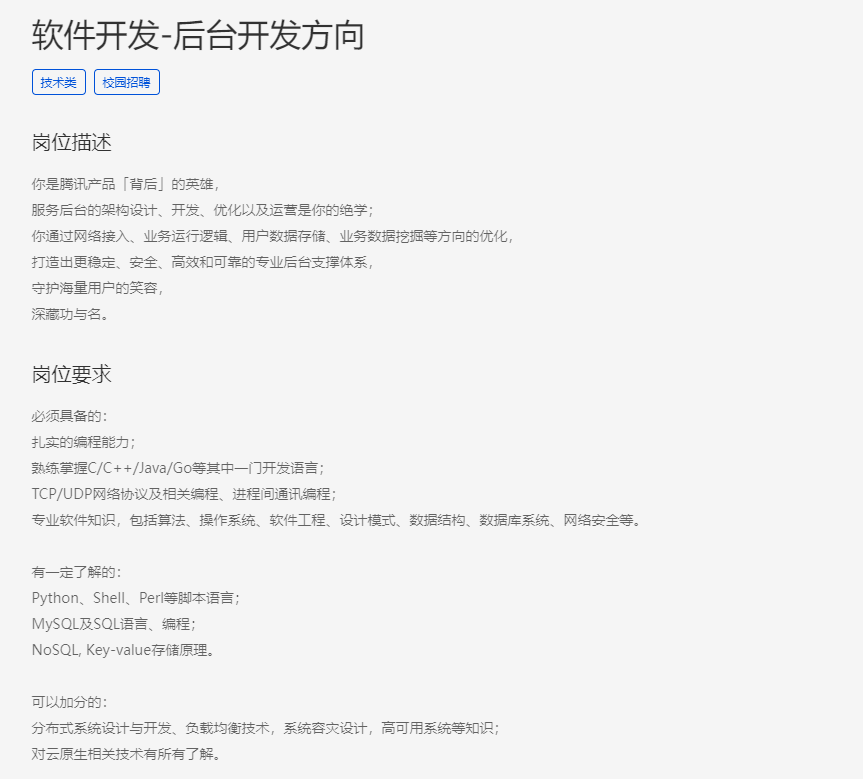 软件开发-后台开发方向
技术类 校园招聘
岗位描述
你是腾讯产品「背后」的英雄，
服务后台的架构设计、开发、优化以及运营是你的绝学；
你通过网络接入、业务运行逻辑、用户数据存储、业务数据挖掘等方向的优化，
打造出更稳定、安全、高效和可靠的专业后台支撑体系，
守护海量用户的笑容，
深藏功与名。
岗位要求
必须具备的：
扎实的编程能力；
熟练掌握C/C++/Java/Go等其中一门开发语言；
TCP/UDP网络协议及相关编程、进程间通讯编程；
专业软件知识，包括算法、操作系统、软件工程、设计模式、数据结构、数据库系统、网络安全等。
有一定了解的：
Python、Shell、Perl等脚本语言；
MySQL及SQL语言、编程；
NoSQL, Key-value存储原理。
可以加分的：
分布式系统设计与开发、负载均衡技术，系统容灾设计，高可用系统等知识；
对云原生相关技术有所有了解。